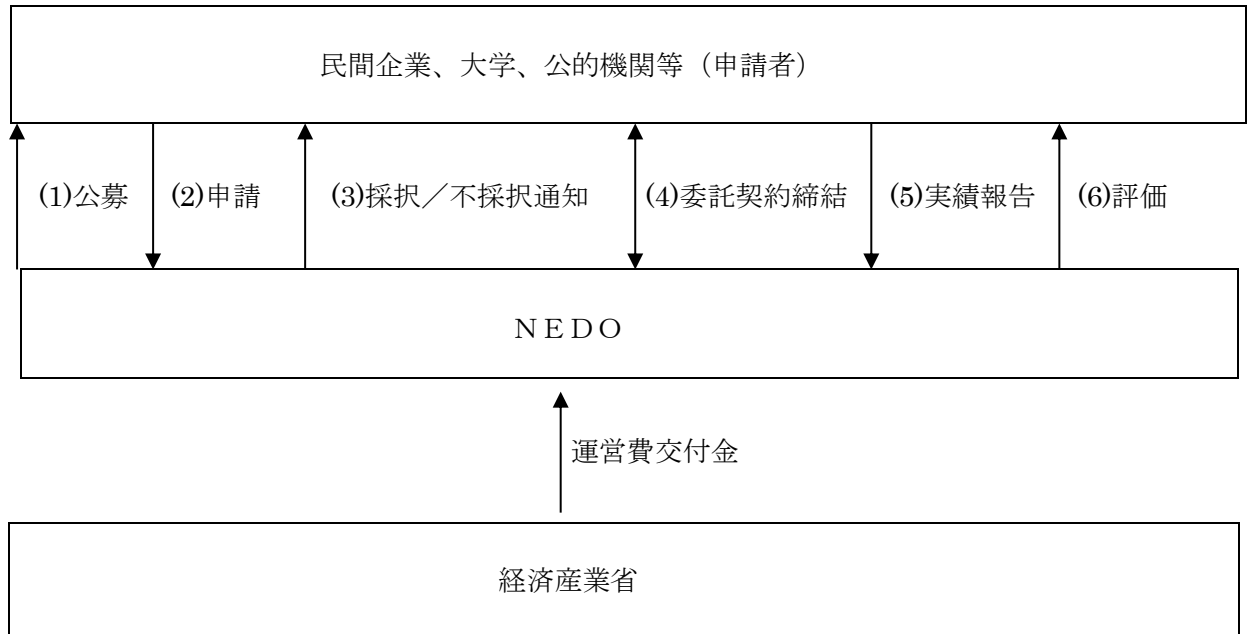 民間企業、大学、公的機関等（申請者）
(1)公募
(2)申請
(3)採択／不採択通知
(4)委託契約締結
(5)実績報告
(6)評価
ＮＥＤＯ
運営費交付金
経済産業省